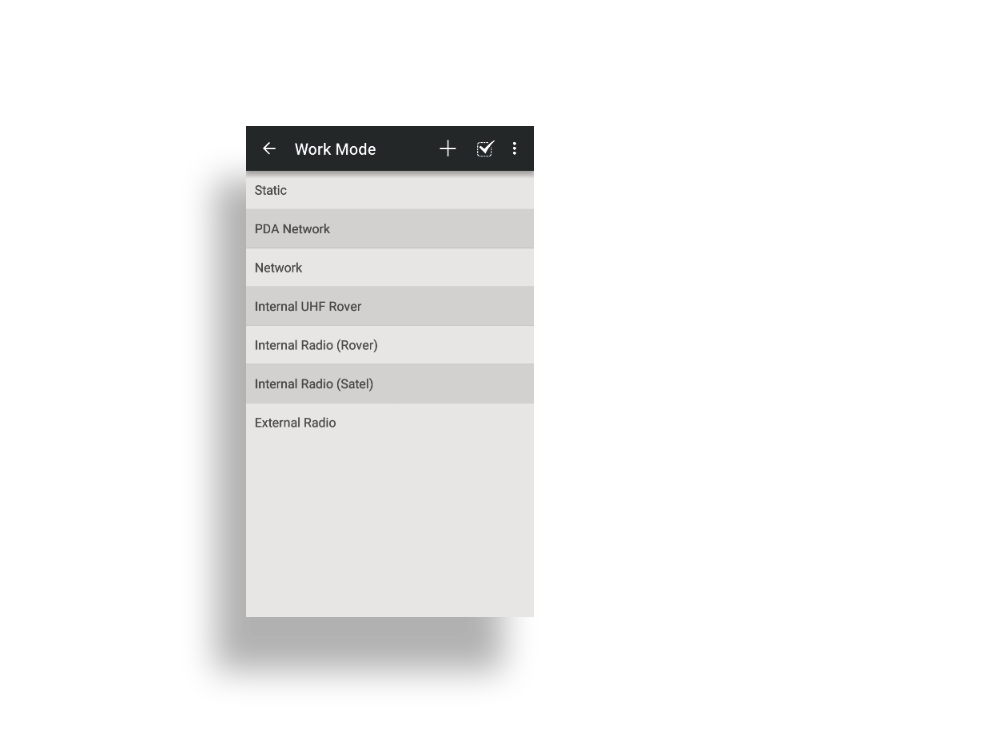 Work Mode
Static
PDA Network
Network
Internal UHF Rover
Internal Radio (Rover)
Internal Radio (Satel)
External Radio